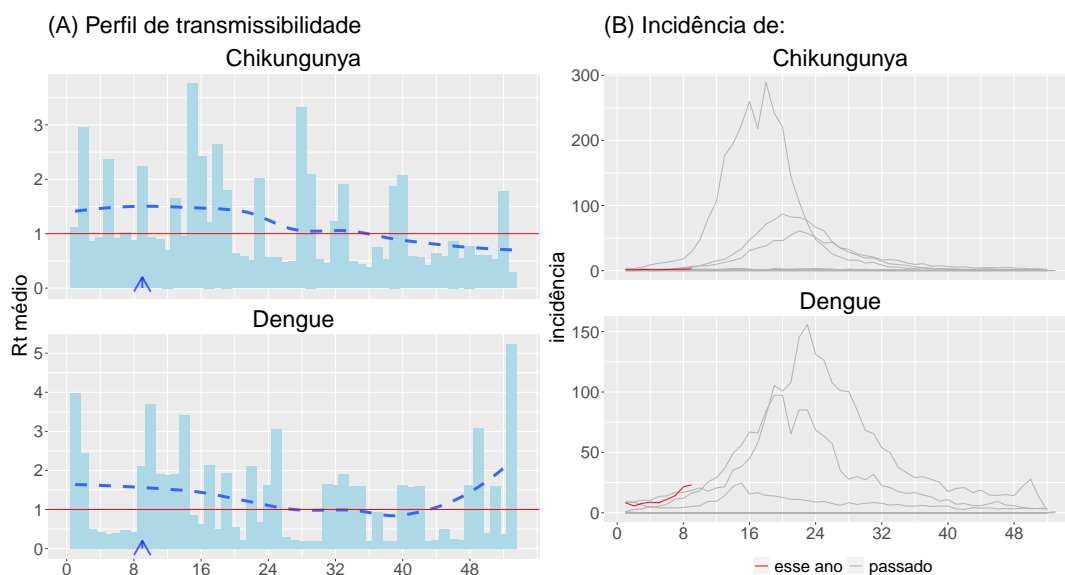 (A) Perfil de transmissibilidade
Chikungunya
3
2
1
0
Dengue
5
4
3
2
1
0
0 8 16 24 32 40 48
Rt médio
(B) Incidência de:
Chikungunya
300
200
100
0
Dengue
150
100
50
0
0 8 16 24 32 40 48
incidência
esse ano passado